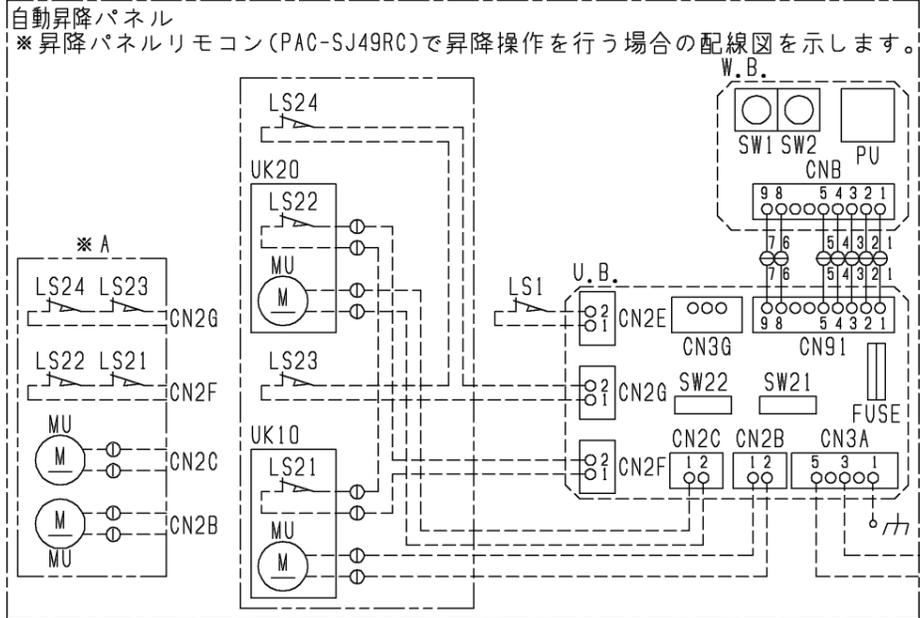 自動昇降パネル
※昇降パネルリモコン(PAC-SJ49RC)で昇降操作を行う場合の配線図を示します。
W.B.
SW1 SW2
PU
CNB
9 8 5 4 3 2 1
7 6 5 4 3 2 1
7 6 5 4 3 2 1
9 8 5 4 3 2 1
CN91
U.B.
LS1
2
1
CN2E
CN3G
2
1
CN2G
SW22
SW21
FUSE
2
1
CN2F
CN2C
1 2
CN2B
1 2
CN3A
5 3 1
LS24
UK20
LS22
MU
M
LS23
UK10
LS21
MU
M
※A
LS24 LS23
CN2G
LS22 LS21
CN2F
MU
M
CN2C
M
CN2B
MU